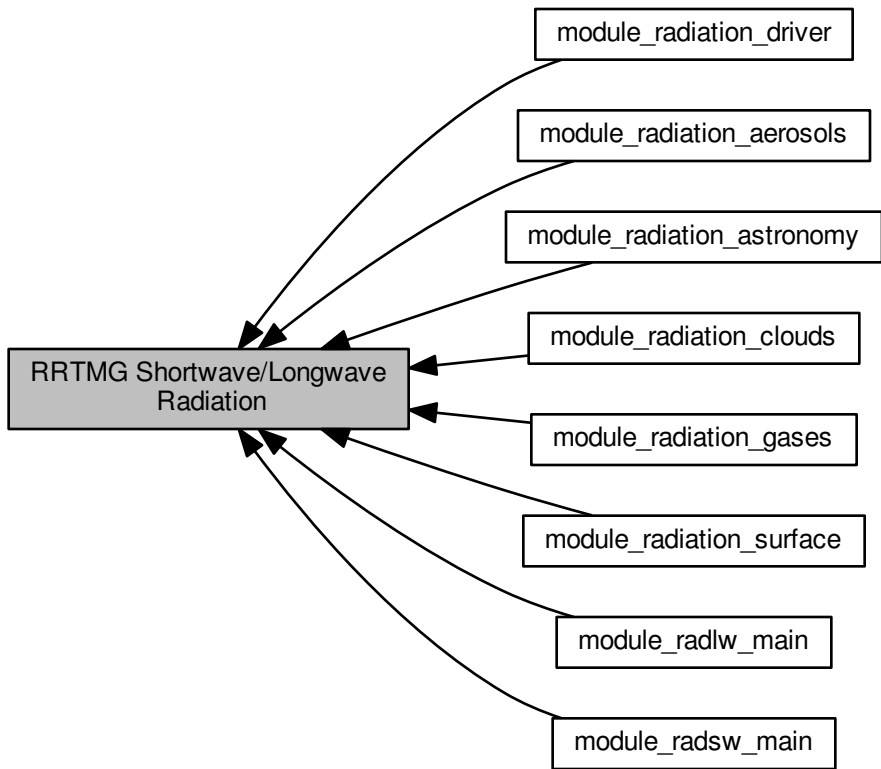 module_radiation_driver
module_radiation_aerosols
module_radiation_astronomy
module_radiation_clouds
RRTMG Shortwave/Longwave
Radiation
module_radiation_gases
module_radiation_surface
module_radlw_main
module_radsw_main